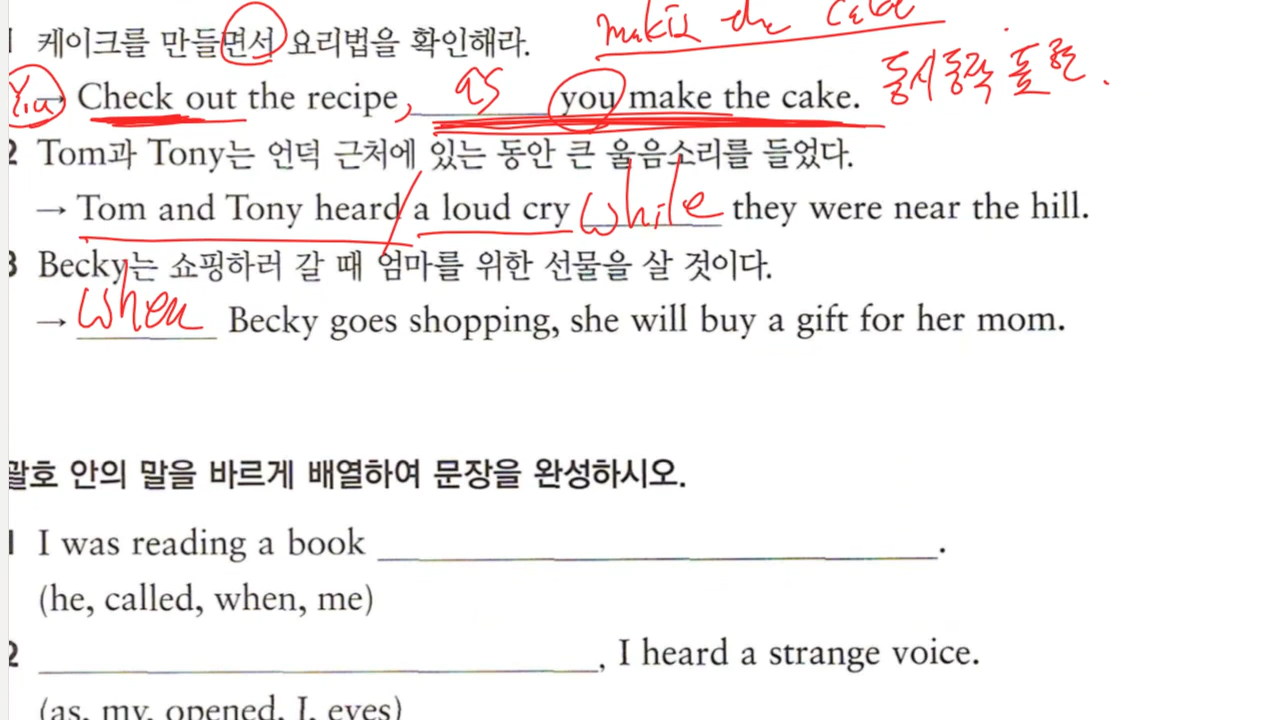 making the cake
1 케이크를 만들면서 요리법을 확인해라.
You → Check out the recipe, as you make the cake. 동시동작 표현.
2 Tom과 Tony는 언덕 근처에 있는 동안 큰 울음소리를 들었다.
→ Tom and Tony heard / a loud cry while they were near the hill.
3 Becky는 쇼핑하러 갈 때 엄마를 위한 선물을 살 것이다.
→ when Becky goes shopping, she will buy a gift for her mom.
괄호 안의 말을 바르게 배열하여 문장을 완성하시오.
1 I was reading a book ____________________.
(he, called, when, me)
2 ____________________, I heard a strange voice.
(as, my, opened, I, eyes)